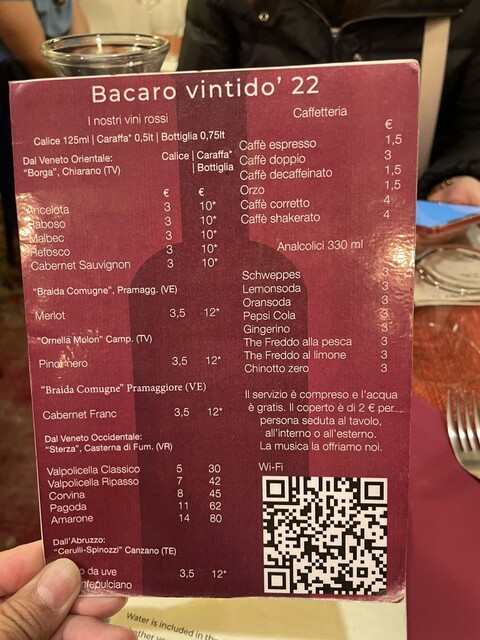 Bacaro vintido' 22
I nostri vini rossi
Calice 125ml | Caraffa* 0,5lt | Bottiglia 0,75lt
Dal Veneto Orientale:
"Borga", Chiarano (TV)
Calice | Caraffa*
| Bottiglia
€ €
Ancelota 3 10*
Raboso 3 10*
Malbec 3 10*
Refosco 3 10*
Cabernet Sauvignon 3 10*
"Braida Comugne", Pramagg. (VE)
Merlot 3,5 12*
"Ornella Molon" Camp. (TV)
Pinot nero 3,5 12*
"Braida Comugne" Pramaggiore (VE)
Cabernet Franc 3,5 12*
Dal Veneto Occidentale:
"Sterza", Casterna di Fum. (VR)
Valpolicella Classico 5 30
Valpolicella Ripasso 7 42
Corvina 8 45
Pagoda 11 62
Amarone 14 80
Dall'Abruzzo:
"Cerulli-Spinozzi" Canzano (TE)
da uve 3,5 12*
Caffetteria
€
Caffè espresso 1,5
Caffè doppio 3
Caffè decaffeinato 1,5
Orzo 1,5
Caffè corretto 4
Caffè shakerato 4
Analcolici 330 ml
Schweppes 3
Lemonsoda 3
Oransoda 3
Pepsi Cola 3
Gingerino 3
The Freddo alla pesca 3
The Freddo al limone 3
Chinotto zero 3
Il servizio è compreso e l'acqua
è gratis. Il coperto è di 2 € per
persona seduta al tavolo,
all'interno o all'esterno.
La musica la offriamo noi.
Wi-Fi
Water is included in the